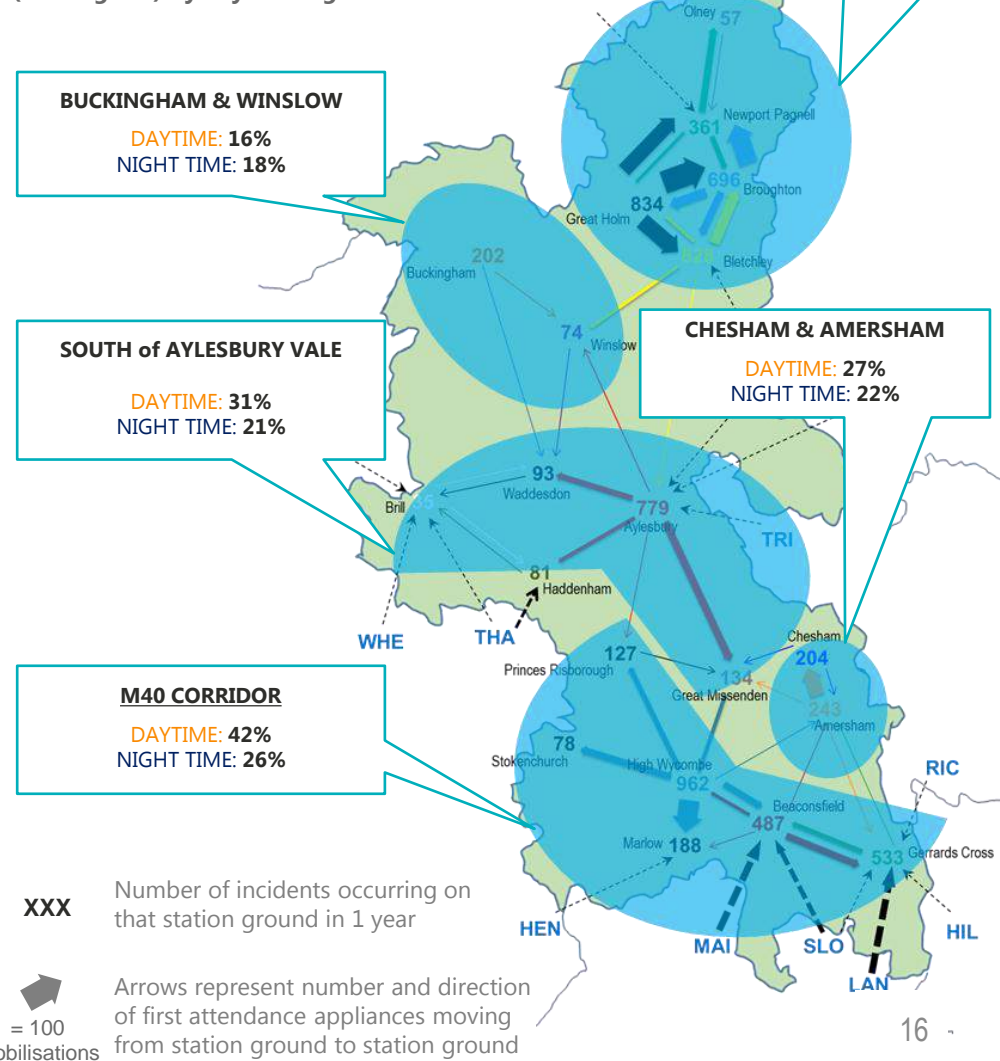 Olney 57
BUCKINGHAM & WINSLOW
DAYTIME: 16%
NIGHT TIME: 18%
Newport Pagnell
361
696
Broughton
834
Great Holm
Bletchley
202
Buckingham
74
Winslow
CHESHAM & AMERSHAM
DAYTIME: 27%
NIGHT TIME: 22%
SOUTH of AYLESBURY VALE
DAYTIME: 31%
NIGHT TIME: 21%
93
Waddesdon
779
Aylesbury
Brill
TRI
81
Haddenham
WHE
THA
Chesham
204
127
Princes Risborough
134
Great Missenden
243
Amersham
M40 CORRIDOR
DAYTIME: 42%
NIGHT TIME: 26%
78
Stokenchurch
High Wycombe
962
RIC
Beaconsfield
487
Marlow 188
533 Gerrards Cross
HEN
MAI
SLO
HIL
LAN
XXX
Number of incidents occurring on
that station ground in 1 year
= 100
Arrows represent number and direction
of first attendance appliances moving
from station ground to station ground
16